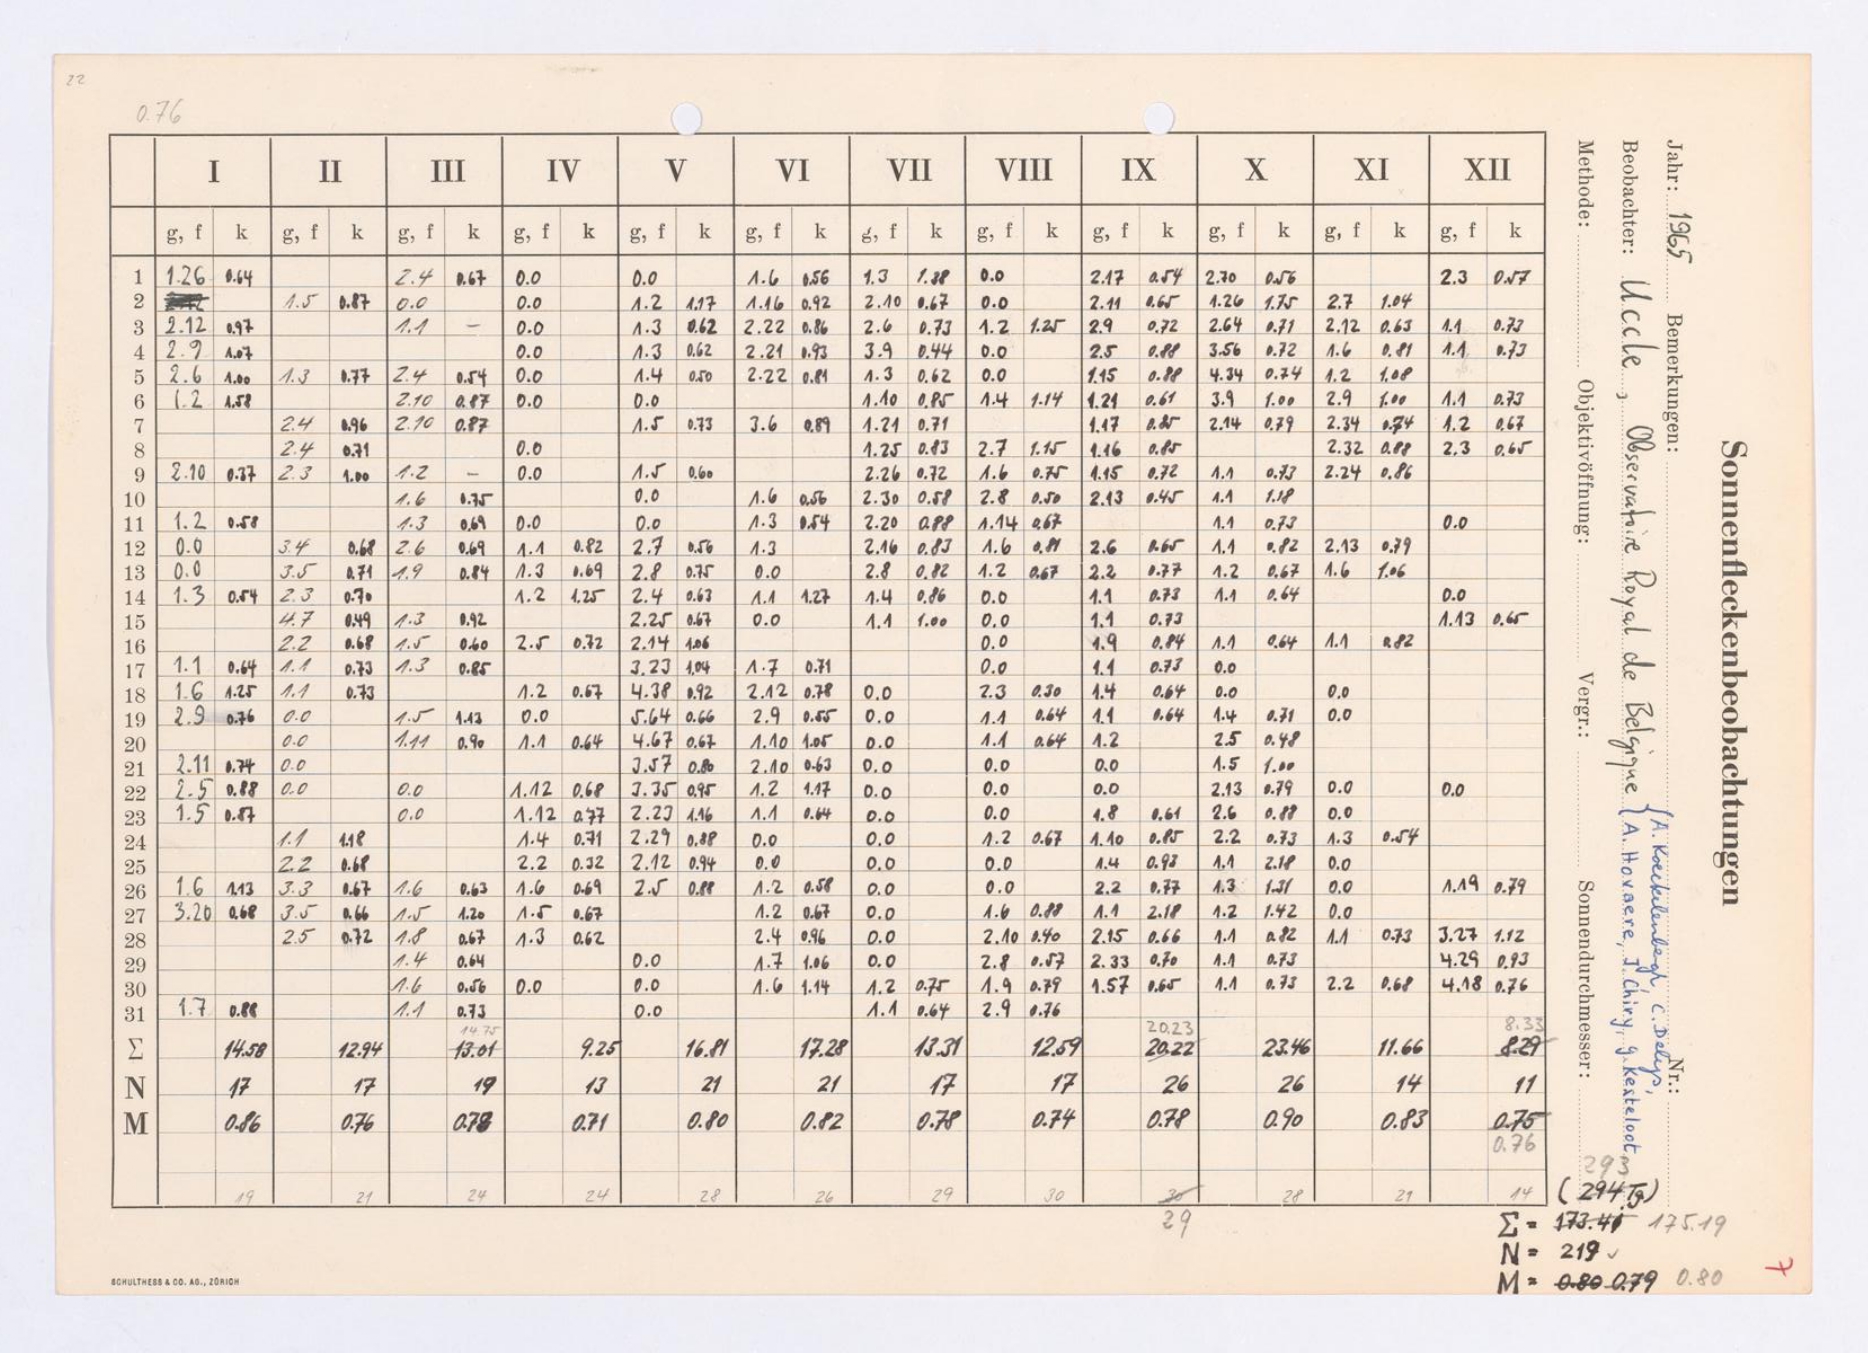 22
0.76
I II III IV V VI VII VIII IX X XI XII
g, f k g, f k g, f k g, f k g, f k g, f k g, f k g, f k g, f k g, f k g, f k g, f k
1 1.26 0.64 2.4 0.67 0.0 0.0 1.6 0.56 1.3 1.38 0.0 2.17 0.54 2.70 0.56 2.3 0.57
2 1.5 0.87 0.0 0.0 1.2 1.17 1.16 0.92 2.10 0.67 0.0 2.11 0.65 1.26 1.75 2.7 1.04
3 2.12 0.97 1.1 – 0.0 1.3 0.62 2.22 0.86 2.6 0.73 1.2 1.25 2.9 0.72 2.64 0.71 2.12 0.63 1.1 0.73
4 2.9 1.07 0.0 1.3 0.62 2.21 0.93 3.9 0.44 0.0 2.5 0.88 3.56 0.72 1.6 0.81 1.1 0.73
5 2.6 1.00 1.3 0.77 2.4 0.54 0.0 1.4 0.50 2.22 0.81 1.3 0.62 0.0 1.15 0.88 4.34 0.74 1.2 1.08
6 1.2 1.58 2.10 0.87 0.0 0.0 1.10 0.85 1.4 1.14 1.21 0.61 3.9 1.00 2.9 1.00 1.1 0.73
7 2.4 0.96 2.10 0.87 1.5 0.73 3.6 0.89 1.21 0.71 1.17 0.85 2.14 0.79 2.34 0.74 1.2 0.67
8 2.4 0.71 0.0 1.25 0.83 2.7 1.15 1.16 0.85 2.32 0.88 2.3 0.65
9 2.10 0.37 2.3 1.00 1.2 – 0.0 1.5 0.60 2.26 0.72 1.6 0.75 1.15 0.72 1.1 0.73 2.24 0.86
10 1.6 0.75 0.0 1.6 0.56 2.30 0.58 2.8 0.50 2.13 0.45 1.1 1.18
11 1.2 0.58 1.3 0.69 0.0 0.0 1.3 0.54 2.20 0.88 1.14 0.67 1.1 0.73 0.0
12 0.0 3.4 0.68 2.6 0.69 1.1 0.82 2.7 0.56 1.3 2.16 0.83 1.6 0.81 2.6 0.65 1.1 0.82 2.13 0.79
13 0.0 3.5 0.71 1.9 0.84 1.3 0.69 2.8 0.75 0.0 2.8 0.82 1.2 0.67 2.2 0.77 1.2 0.67 1.6 1.06
14 1.3 0.54 2.3 0.70 1.2 1.25 2.4 0.63 1.1 1.27 1.4 0.86 0.0 1.1 0.73 1.1 0.64 0.0
15 4.7 0.49 1.3 0.92 2.25 0.67 0.0 1.1 1.00 0.0 1.1 0.73 1.13 0.65
16 2.2 0.68 1.5 0.60 2.5 0.72 2.14 1.06 0.0 1.9 0.84 1.1 0.64 1.1 0.82
17 1.1 0.64 1.1 0.73 1.3 0.85 3.23 1.04 1.7 0.71 0.0 1.1 0.73 0.0
18 1.6 1.25 1.1 0.73 1.2 0.67 4.38 0.92 2.12 0.78 0.0 2.3 0.30 1.4 0.64 0.0 0.0
19 2.9 0.76 0.0 1.5 1.13 0.0 5.64 0.66 2.9 0.55 0.0 1.1 0.64 1.1 0.64 1.4 0.71 0.0
20 0.0 1.11 0.90 1.1 0.64 4.67 0.67 1.10 1.05 0.0 1.1 0.64 1.2 2.5 0.48
21 2.11 0.74 0.0 3.57 0.80 2.10 0.63 0.0 0.0 0.0 1.5 1.00
22 2.5 0.88 0.0 0.0 1.12 0.68 3.35 0.95 1.2 1.17 0.0 0.0 0.0 2.13 0.79 0.0 0.0
23 1.5 0.87 0.0 1.12 0.77 2.23 1.16 1.1 0.64 0.0 0.0 1.8 0.61 2.6 0.88 0.0
24 1.1 1.18 1.4 0.71 2.29 0.88 0.0 0.0 1.2 0.67 1.10 0.85 2.2 0.73 1.3 0.54
25 2.2 0.68 2.2 0.32 2.12 0.94 0.0 0.0 0.0 1.4 0.93 1.1 2.18 0.0
26 1.6 1.13 3.3 0.67 1.6 0.63 1.6 0.69 2.5 0.88 1.2 0.58 0.0 0.0 2.2 0.77 1.3 1.31 0.0 1.19 0.79
27 3.20 0.68 3.5 0.66 1.5 1.20 1.5 0.67 1.2 0.67 0.0 1.6 0.88 1.1 2.18 1.2 1.42 0.0
28 2.5 0.72 1.8 0.67 1.3 0.62 2.4 0.96 0.0 2.10 0.40 2.15 0.66 1.1 0.82 1.1 0.73 3.27 1.12
29 1.4 0.64 0.0 1.7 1.06 0.0 2.8 0.57 2.33 0.70 1.1 0.73 4.29 0.93
30 1.6 0.56 0.0 0.0 1.6 1.14 1.2 0.75 1.9 0.79 1.57 0.65 1.1 0.73 2.2 0.68 4.18 0.76
31 1.7 0.88 1.1 0.73 0.0 1.1 0.64 2.9 0.76
14.75 20.23 8.33
Σ 14.58 12.94 13.01 9.25 16.81 17.28 13.31 12.59 20.22 23.46 11.66 8.29
N 17 17 19 13 21 21 17 17 26 26 14 11
M 0.86 0.76 0.78 0.71 0.80 0.82 0.78 0.74 0.78 0.90 0.83 0.75
0.76
19 21 24 24 28 26 29 30 30 28 21 14
29
SCHULTHESS & CO. AG., ZÜRICH
Sonnenfleckenbeobachtungen
Jahr: 1965 Bemerkungen: Nr.:
Beobachter: Uccle, Observatoire Royal de Belgique
A. Koeckelenbergh, C. Delys,
A. Hovaere, J. Chiry, g. Kesteloot
Methode: Objektivöffnung: Vergr.: Sonnendurchmesser:
293
(294 Tg)
Σ = 173.41 175.19
N = 219
M = 0.80 0.79 0.80